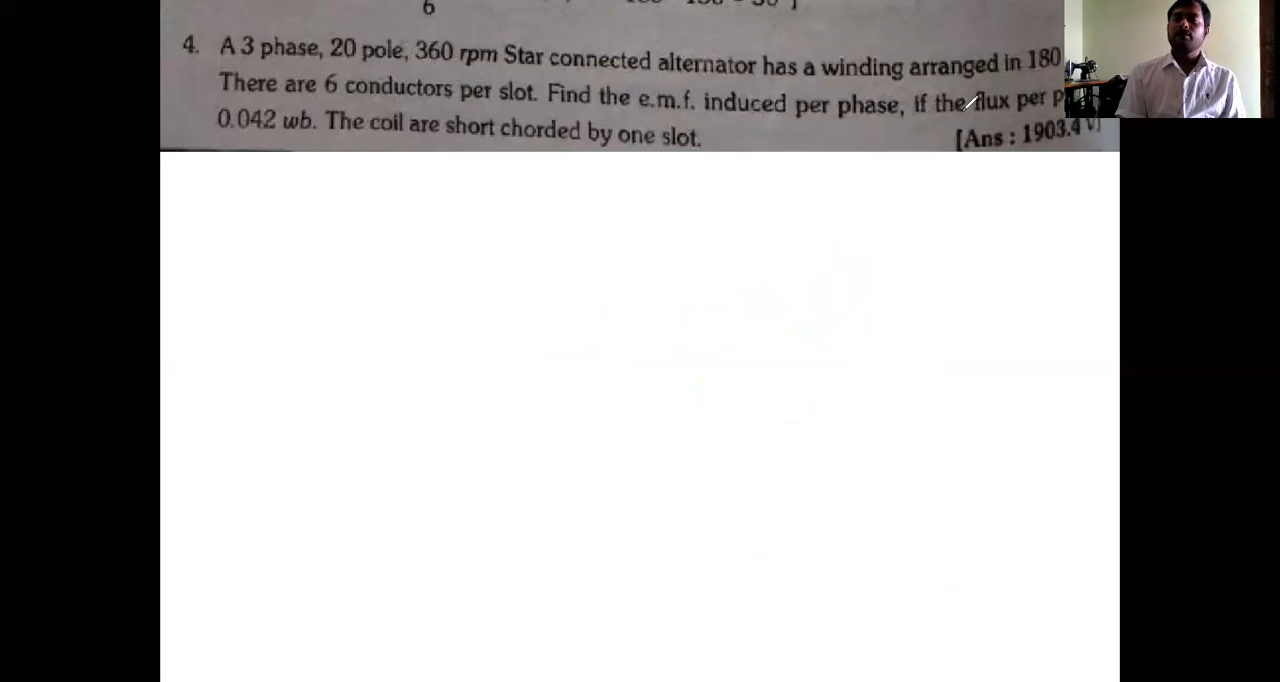 6
4. A 3 phase, 20 pole, 360 rpm Star connected alternator has a winding arranged in 180
There are 6 conductors per slot. Find the e.m.f. induced per phase, if the flux per
0.042 wb. The coil are short chorded by one slot. [Ans : 1903.4